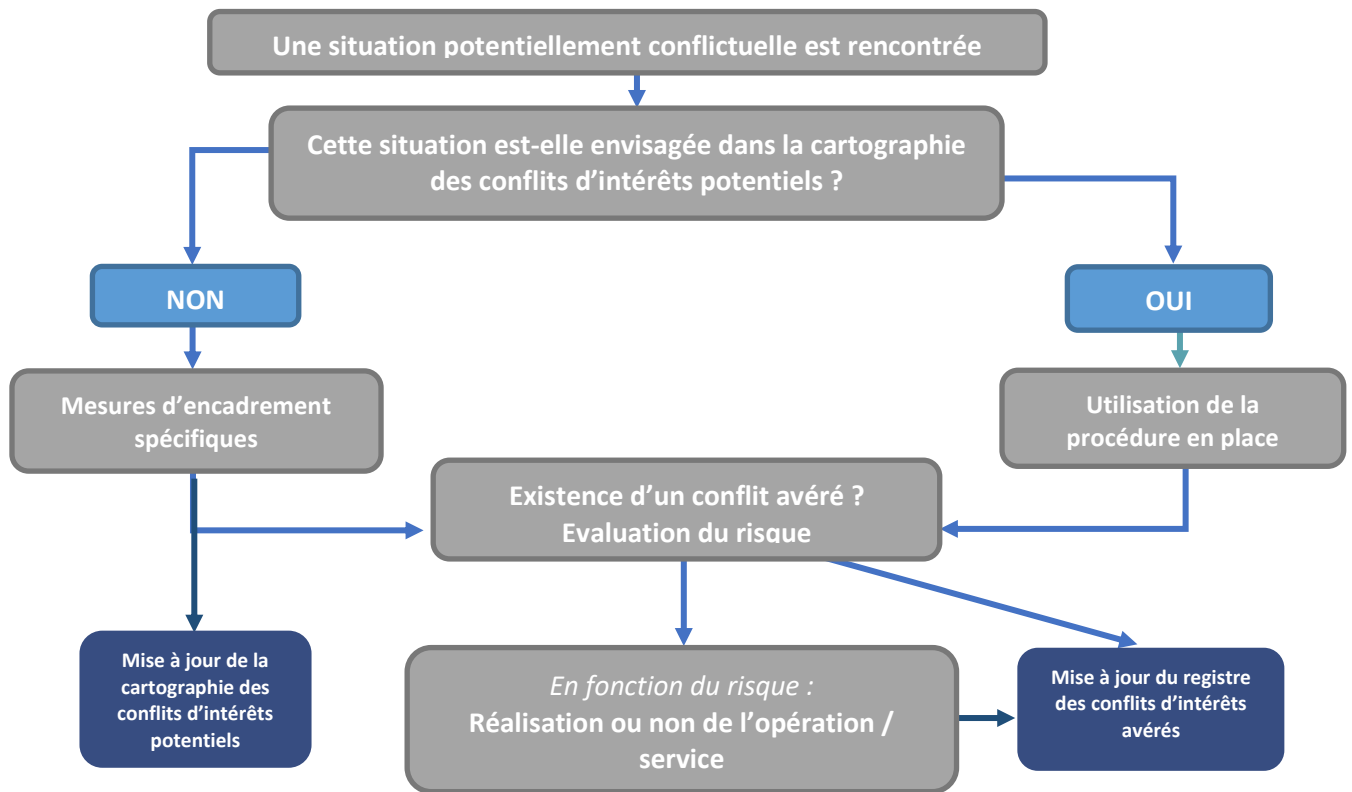 Une situation potentiellement conflictuelle est rencontrée
Cette situation est-elle envisagée dans la cartographie
des conflits d’intérêts potentiels ?
NON
OUI
Mesures d’encadrement
spécifiques
Utilisation de la
procédure en place
Existence d’un conflit avéré ?
Evaluation du risque
Mise à jour de la
cartographie des
conflits d’intérêts
potentiels
En fonction du risque :
Réalisation ou non de l’opération /
service
Mise à jour du registre
des conflits d’intérêts
avérés